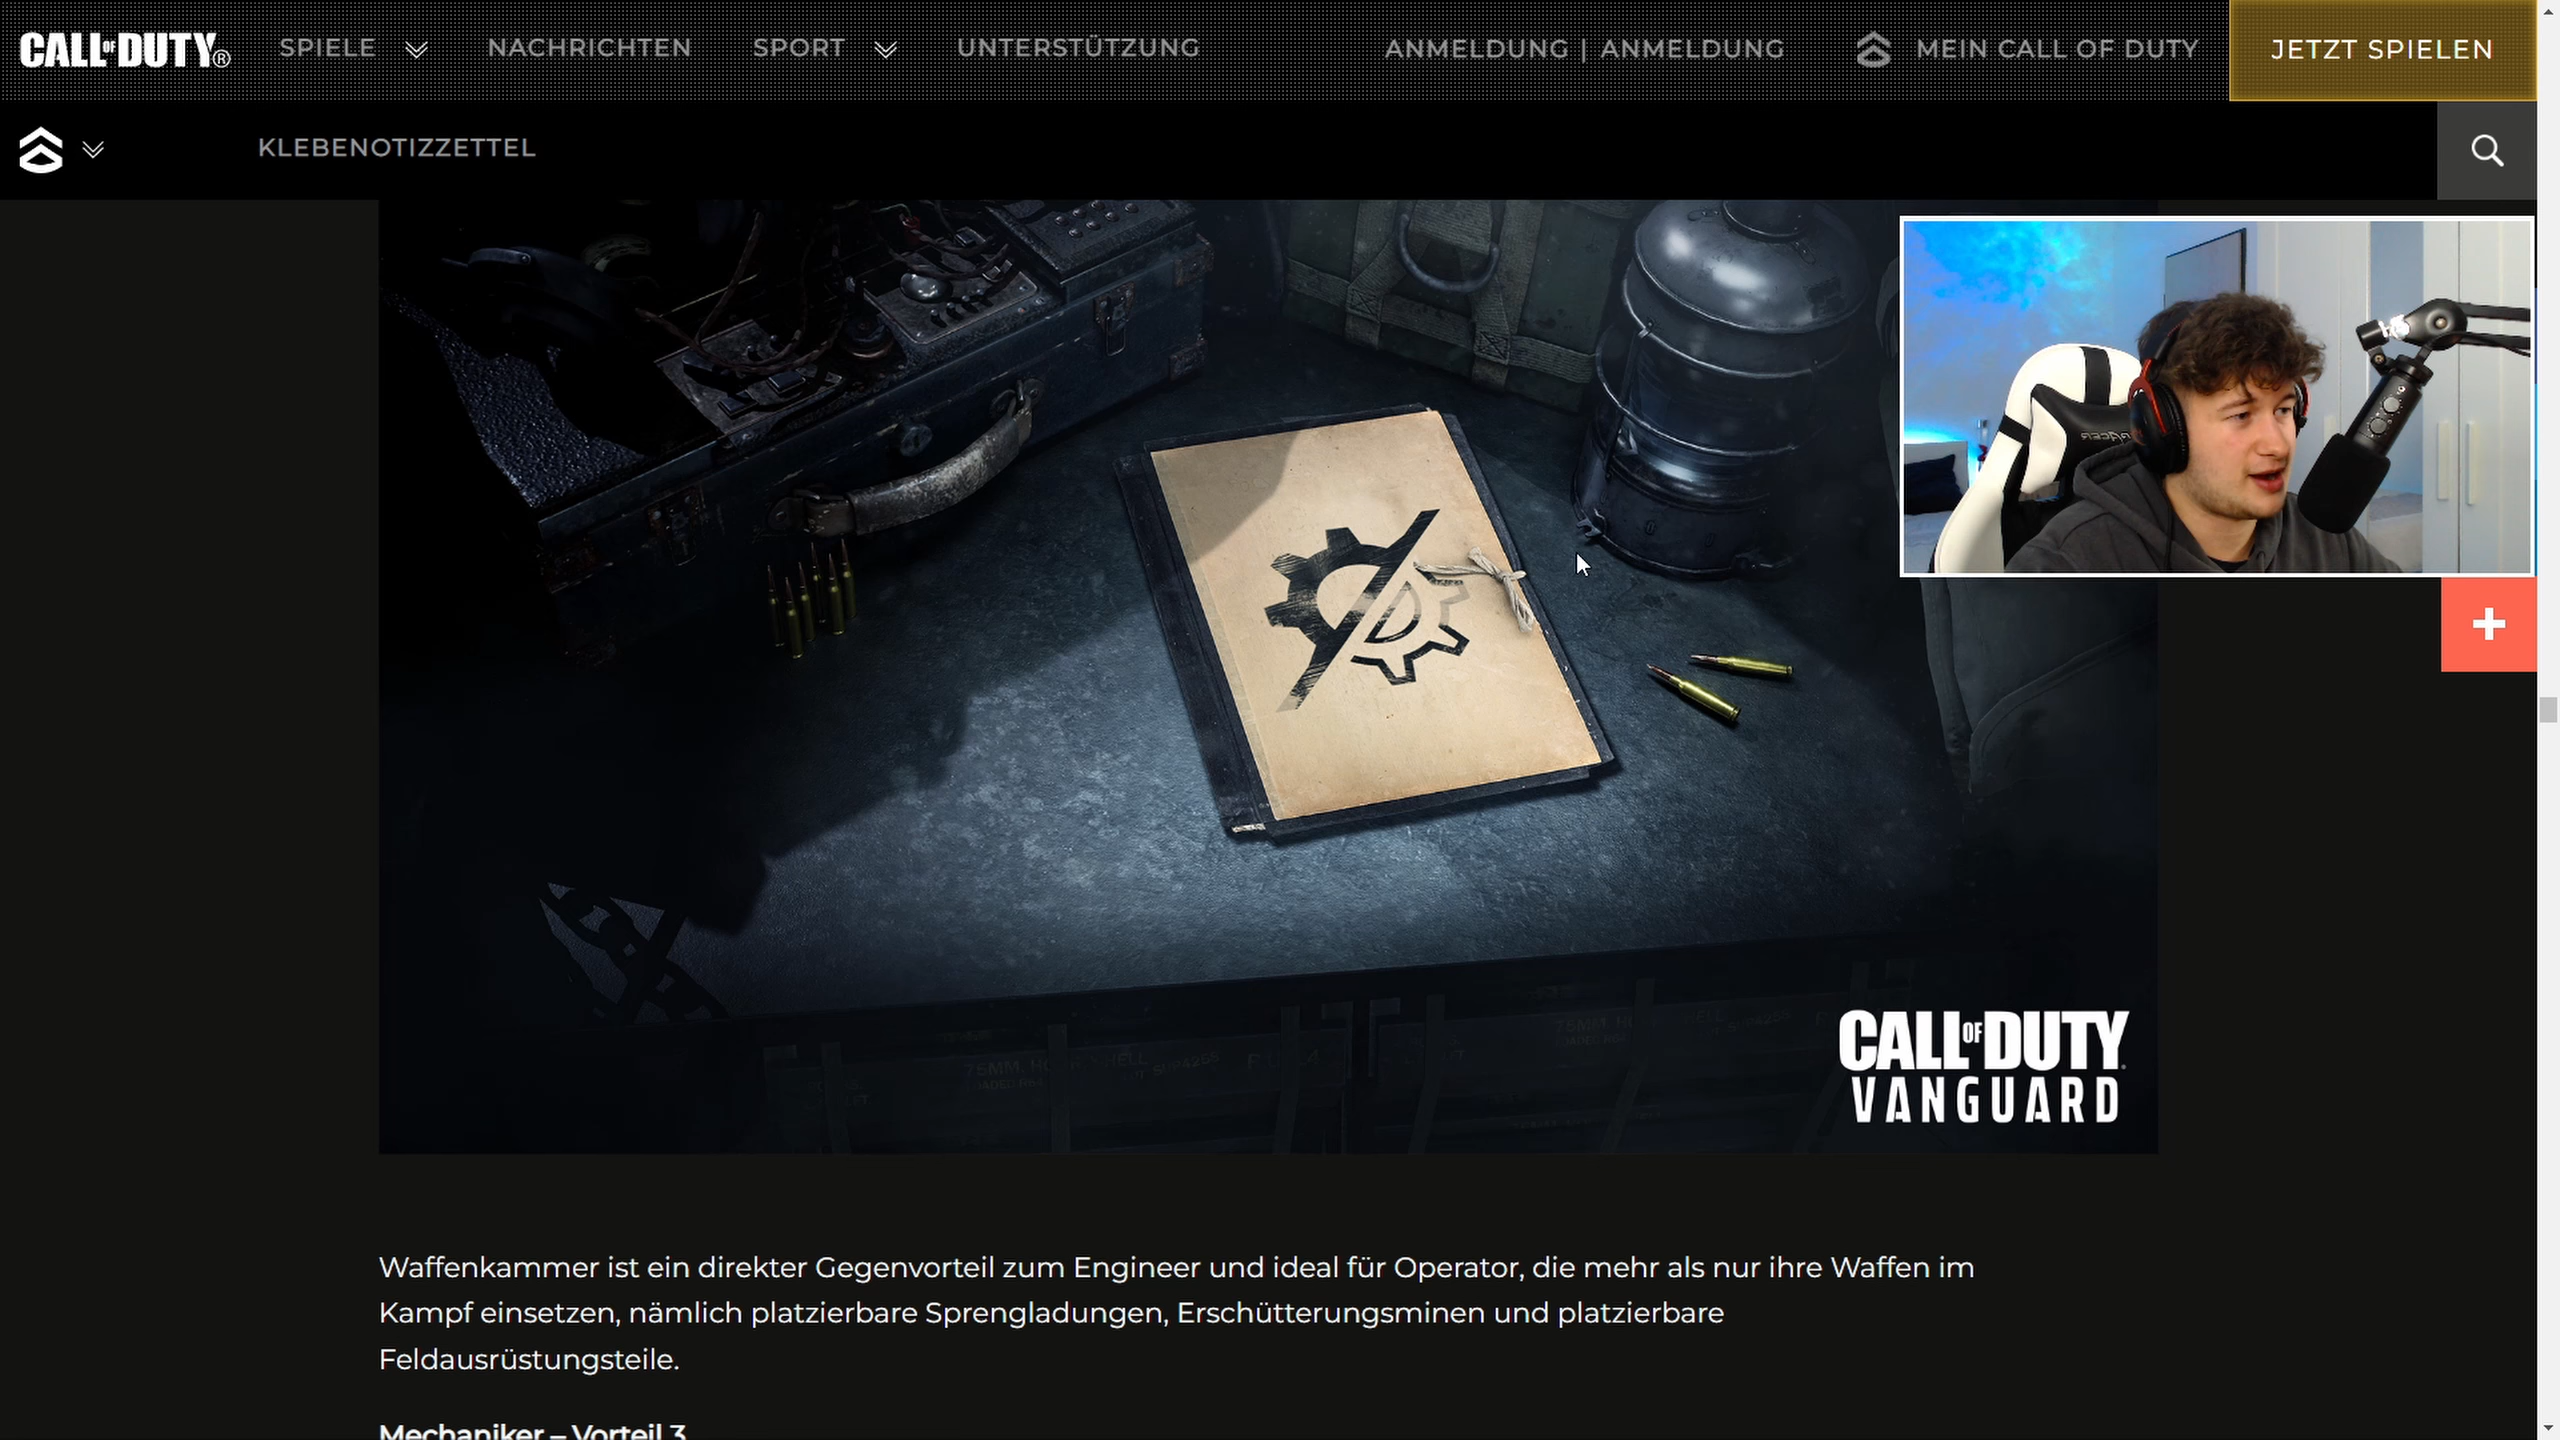 CALL OF DUTY®
SPIELE
NACHRICHTEN
SPORT
UNTERSTÜTZUNG
ANMELDUNG | ANMELDUNG
MEIN CALL OF DUTY
JETZT SPIELEN
KLEBENOTIZZETTEL
CALL OF DUTY
VANGUARD
Waffenkammer ist ein direkter Gegenvorteil zum Engineer und ideal für Operator, die mehr als nur ihre Waffen im
Kampf einsetzen, nämlich platzierbare Sprengladungen, Erschütterungsminen und platzierbare
Feldausrüstungsteile.
Mechaniker – Vorteil 3